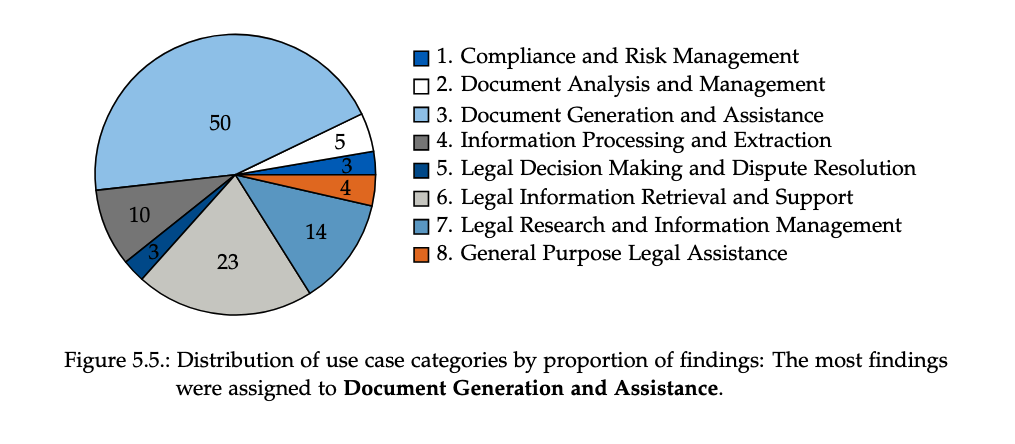 50
5
3
4
14
23
3
10
1. Compliance and Risk Management
2. Document Analysis and Management
3. Document Generation and Assistance
4. Information Processing and Extraction
5. Legal Decision Making and Dispute Resolution
6. Legal Information Retrieval and Support
7. Legal Research and Information Management
8. General Purpose Legal Assistance
Figure 5.5.: Distribution of use case categories by proportion of findings: The most findings
were assigned to Document Generation and Assistance.